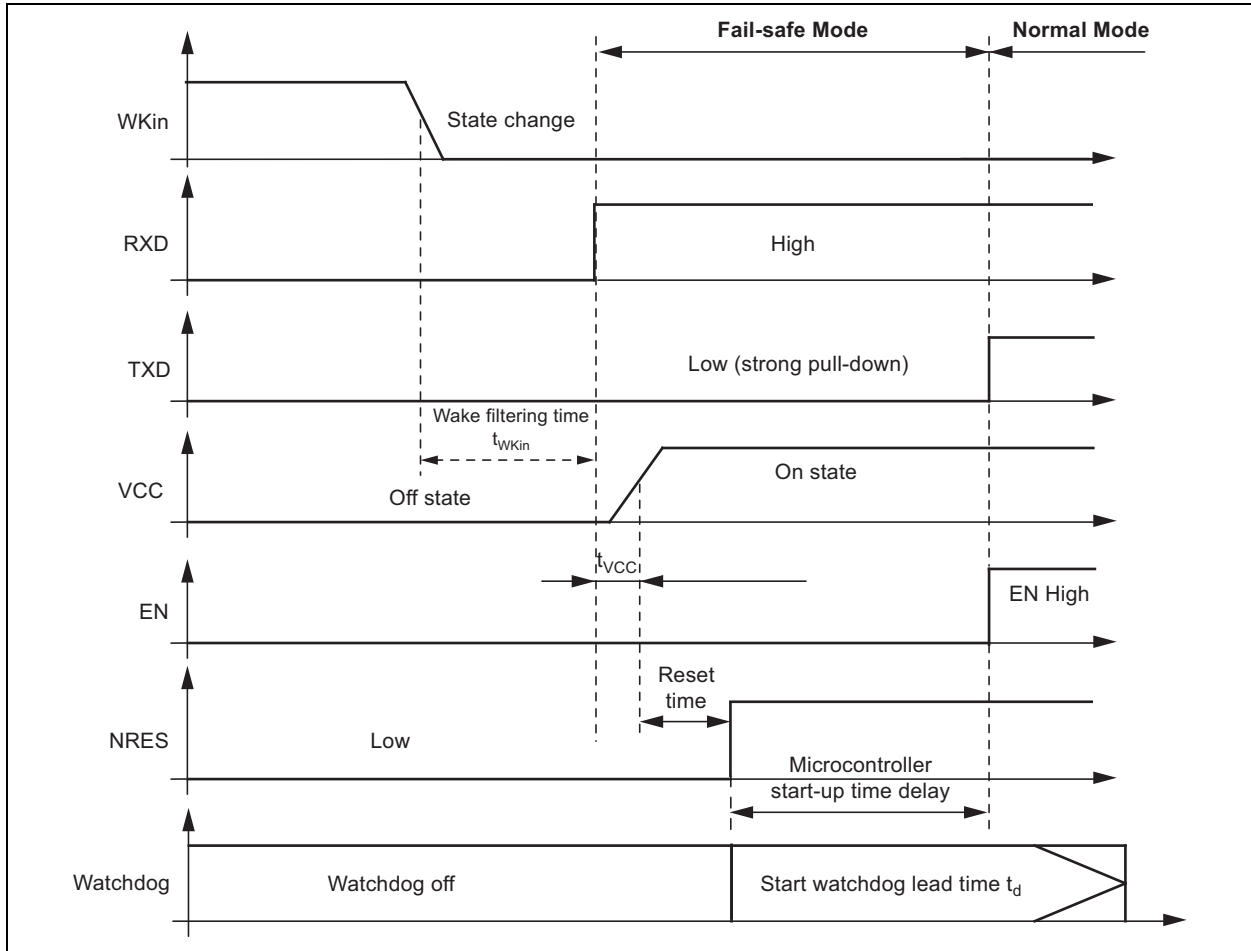 Fail-safe Mode
Normal Mode
WKin
State change
RXD
High
TXD
Low (strong pull-down)
Wake filtering time
tWKin
VCC
Off state
On state
tVCC
EN
EN High
Reset
time
NRES
Low
Microcontroller
start-up time delay
Watchdog
Watchdog off
Start watchdog lead time td